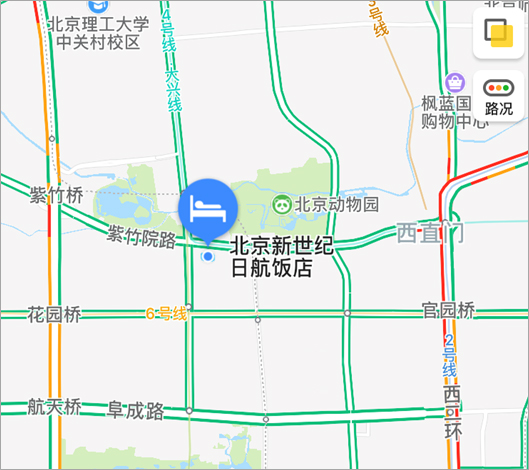 北京理工大学
中关村校区
4号线
大兴线
号线
路况
枫蓝国
购物中心
紫竹桥
北京动物园
紫竹院路
西直门
北京新世纪
日航饭店
花园桥
6号线
官园桥
2号线
航天桥
阜成路
西二环